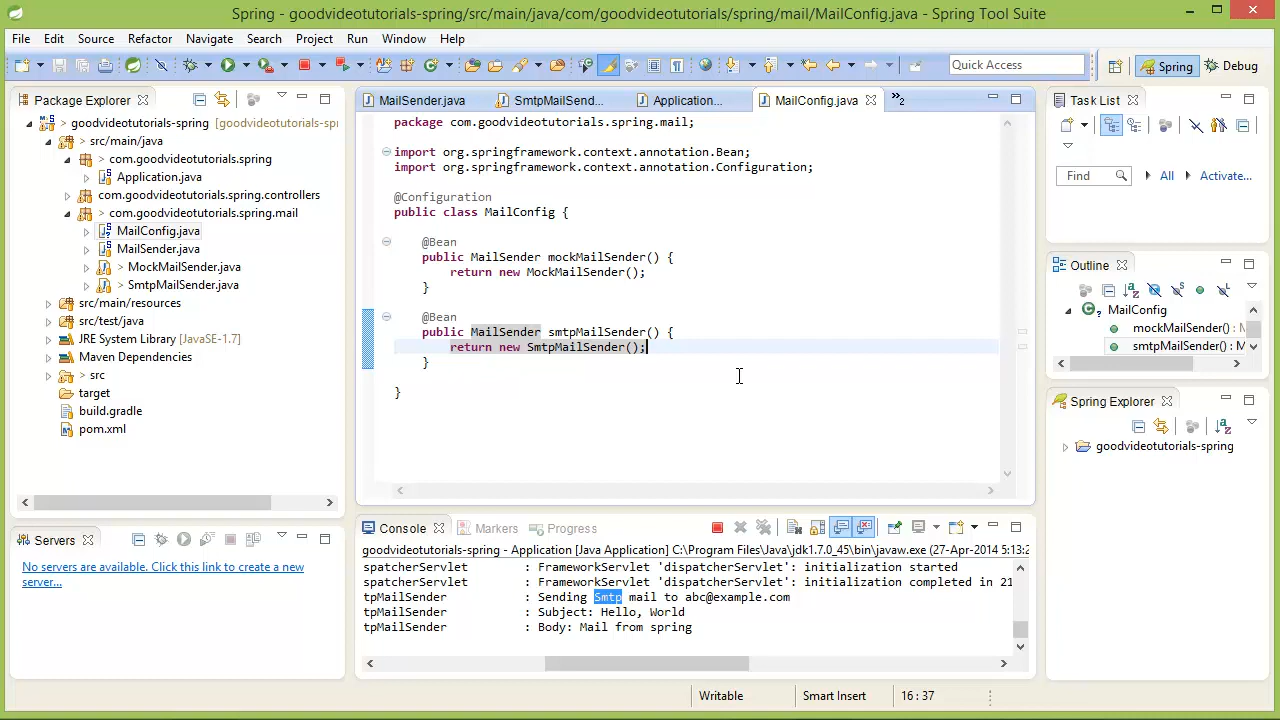 Spring - goodvideotutorials-spring/src/main/java/com/goodvideotutorials/spring/mail/MailConfig.java - Spring Tool Suite
File Edit Source Refactor Navigate Search Project Run Window Help
Quick Access
Spring
Debug
Package Explorer
goodvideotutorials-spring [goodvideotutorials-spi
> src/main/java
> com.goodvideotutorials.spring
Application.java
com.goodvideotutorials.spring.controllers
> com.goodvideotutorials.spring.mail
MailConfig.java
MailSender.java
> MockMailSender.java
> SmtpMailSender.java
src/main/resources
src/test/java
JRE System Library [JavaSE-1.7]
Maven Dependencies
> src
target
build.gradle
pom.xml
Servers
No servers are available. Click this link to create a new
server...
MailSender.java
SmtpMailSend...
Application...
MailConfig.java
»2
package com.goodvideotutorials.spring.mail;
import org.springframework.context.annotation.Bean;
import org.springframework.context.annotation.Configuration;
@Configuration
public class MailConfig {
@Bean
public MailSender mockMailSender() {
return new MockMailSender();
}
@Bean
public MailSender smtpMailSender() {
return new SmtpMailSender();
}
}
Console
Markers
Progress
goodvideotutorials-spring - Application [Java Application] C:\Program Files\Java\jdk1.7.0_45\bin\javaw.exe (27-Apr-2014 5:13:2
spatcherServlet : FrameworkServlet 'dispatcherServlet': initialization started
spatcherServlet : FrameworkServlet 'dispatcherServlet': initialization completed in 21
tpMailSender : Sending Smtp mail to abc@example.com
tpMailSender : Subject: Hello, World
tpMailSender : Body: Mail from spring
Task List
Find
All
Activate...
Outline
MailConfig
mockMailSender() : M
smtpMailSender() : M
Spring Explorer
goodvideotutorials-spring
Writable
Smart Insert
16 : 37